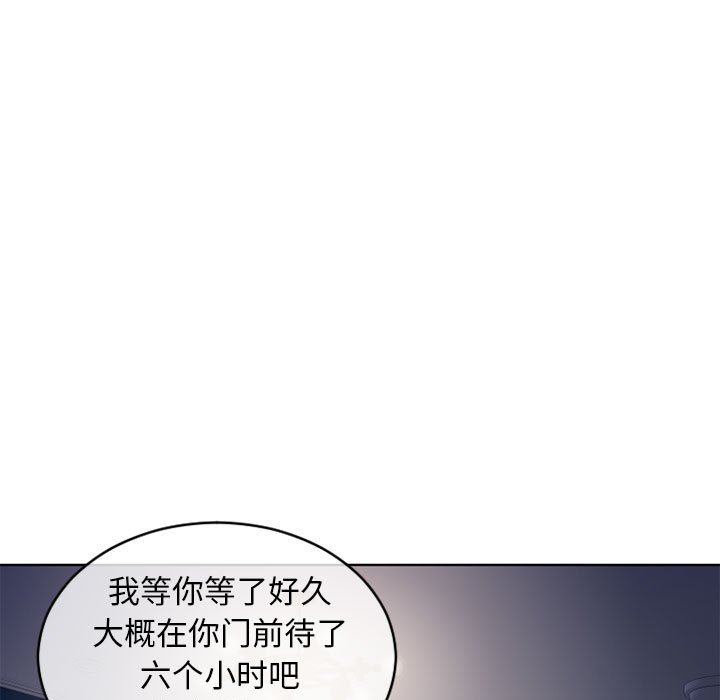 我等你等了好久
大概在你门前待了
六个小时吧